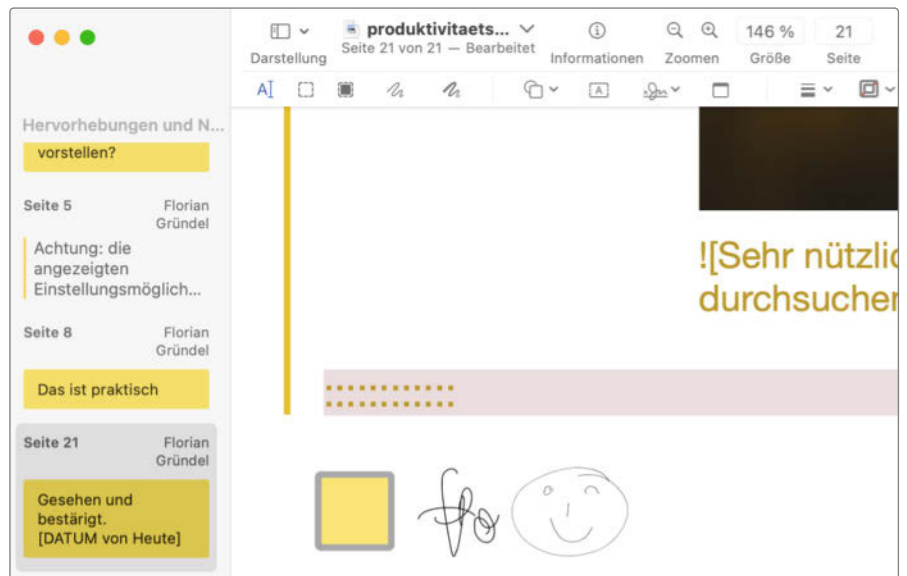 produktivitaets...
Seite 21 von 21 — Bearbeitet
Darstellung
Informationen
Zoomen
146 %
Größe
21
Seite
A
A
Hervorhebungen und N...
vorstellen?
Seite 5
Florian
Gründel
Achtung: die
angezeigten
Einstellungsmöglich...
Seite 8
Florian
Gründel
Das ist praktisch
Seite 21
Florian
Gründel
Gesehen und
bestärigt.
[DATUM von Heute]
![Sehr nützlic
durchsuchen